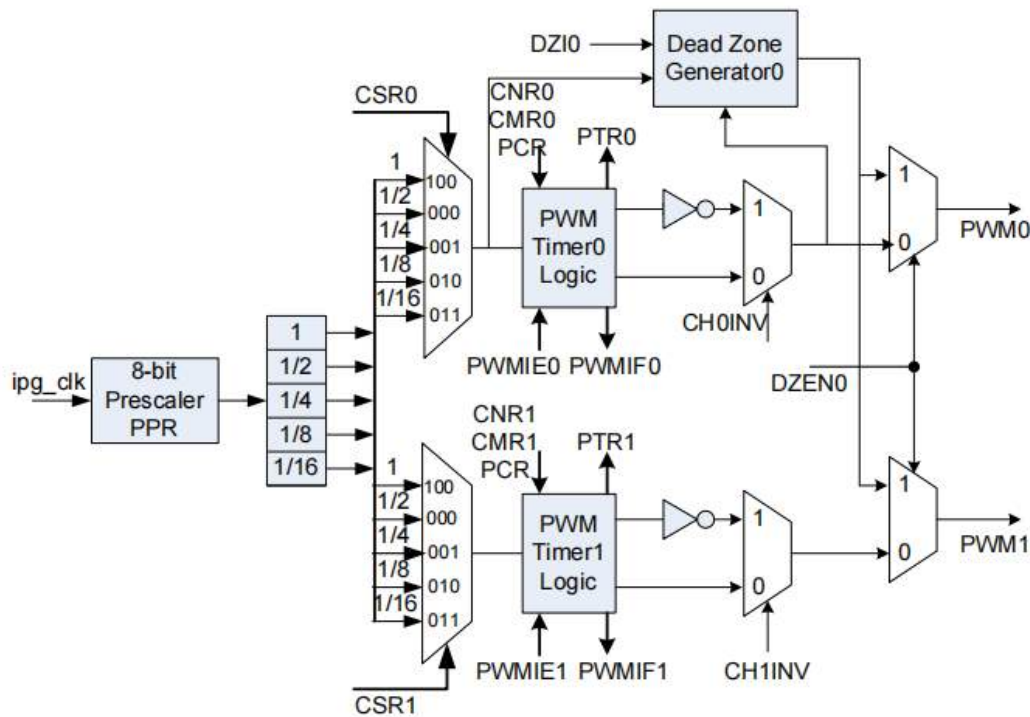 DZI0
Dead Zone
Generator0
CSR0
CNR0
CMR0
PCR
PTR0
1
100
1/2
000
1/4
001
1/8
010
1/16
011
PWM
Timer0
Logic
1
0
CH0INV
1
0
PWM0
PWMIE0
PWMIF0
DZEN0
ipg_clk
8-bit
Prescaler
PPR
1
1/2
1/4
1/8
1/16
CNR1
CMR1
PCR
PTR1
1
100
1/2
000
1/4
001
1/8
010
1/16
011
PWM
Timer1
Logic
1
0
CH1INV
1
0
PWM1
PWMIE1
PWMIF1
CSR1